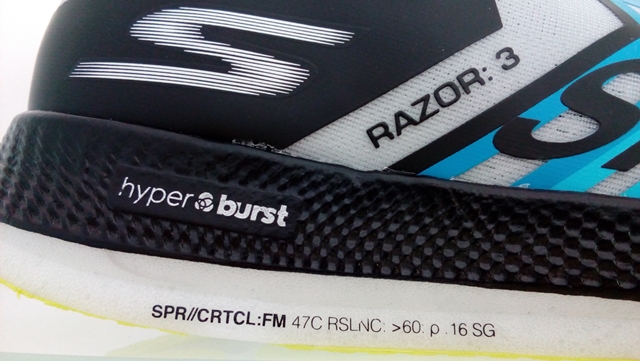 S
RAZOR: 3
hyper burst
SPR//CRTCL:FM 47C RSLNC: >60: ρ .16 SG